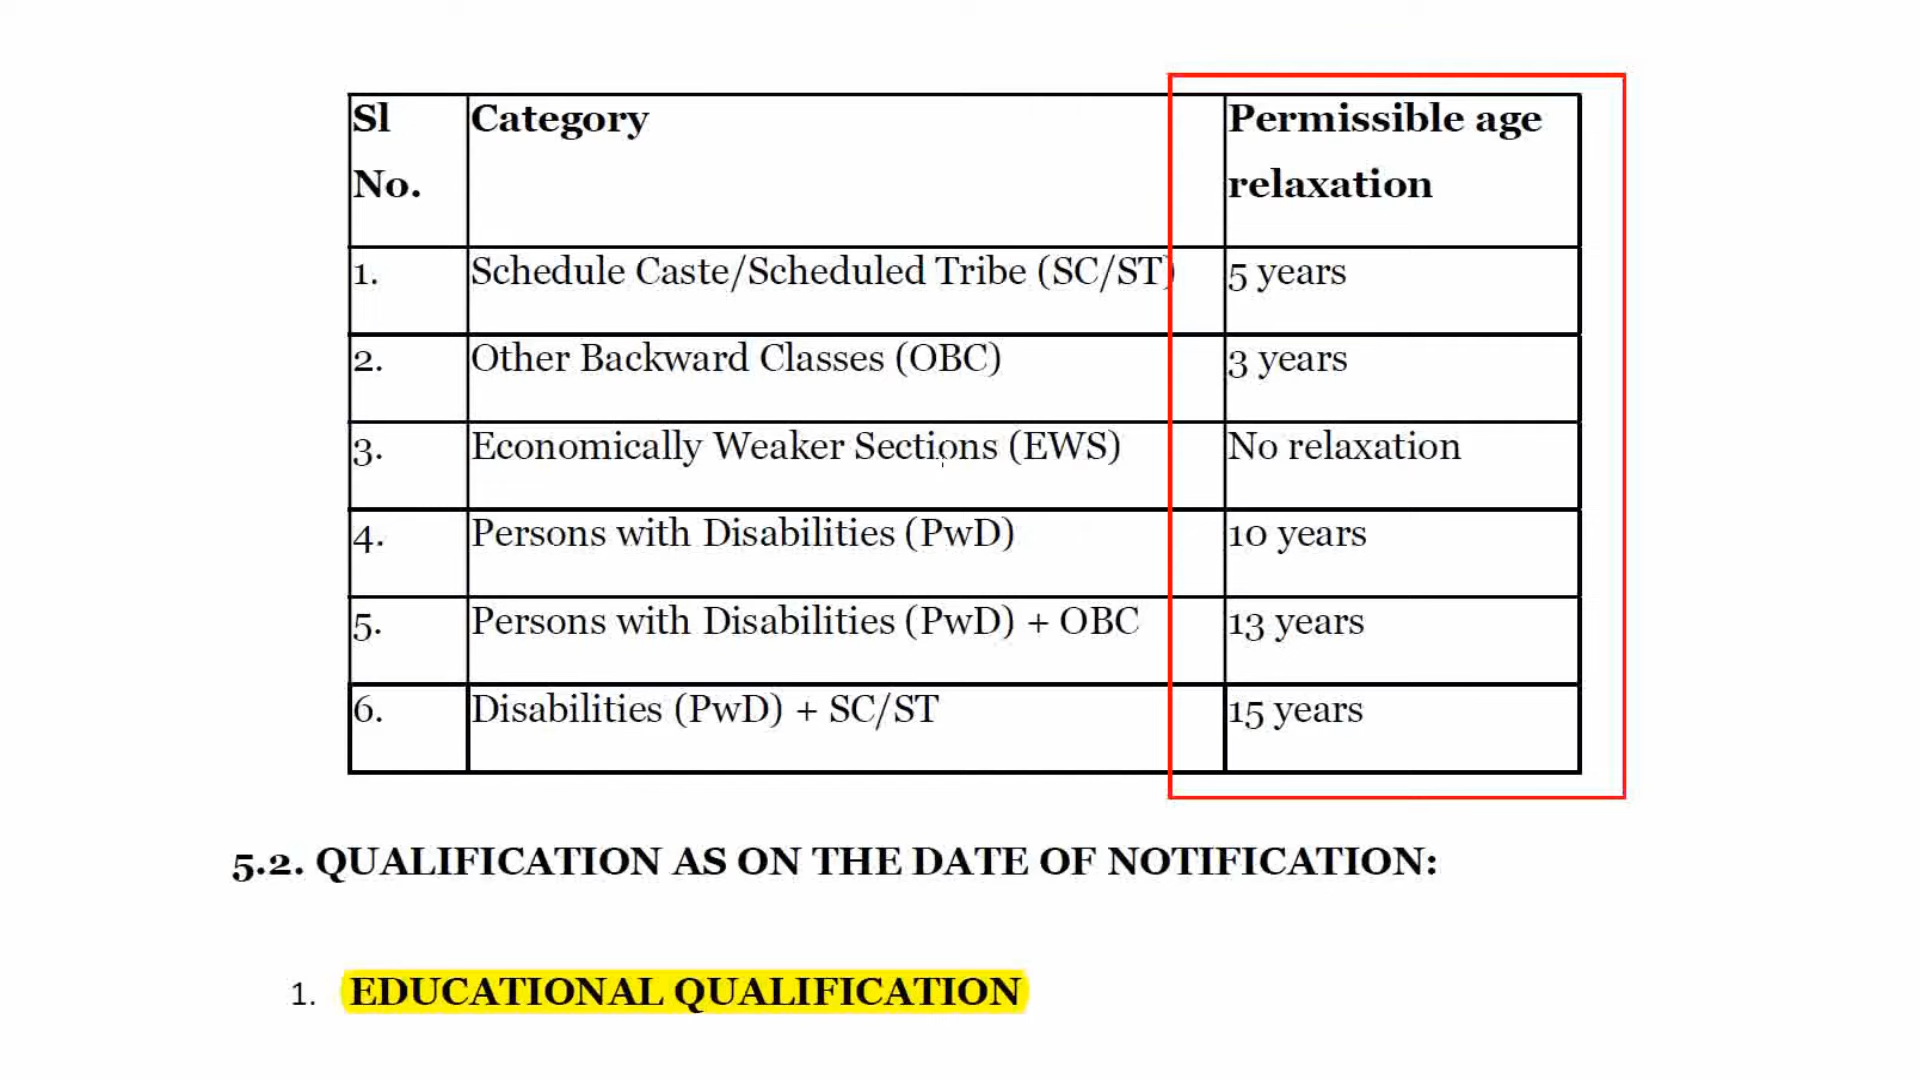 Sl No. Category Permissible age relaxation
1. Schedule Caste/Scheduled Tribe (SC/ST) 5 years
2. Other Backward Classes (OBC) 3 years
3. Economically Weaker Sections (EWS) No relaxation
4. Persons with Disabilities (PwD) 10 years
5. Persons with Disabilities (PwD) + OBC 13 years
6. Disabilities (PwD) + SC/ST 15 years
5.2. QUALIFICATION AS ON THE DATE OF NOTIFICATION:
1. EDUCATIONAL QUALIFICATION